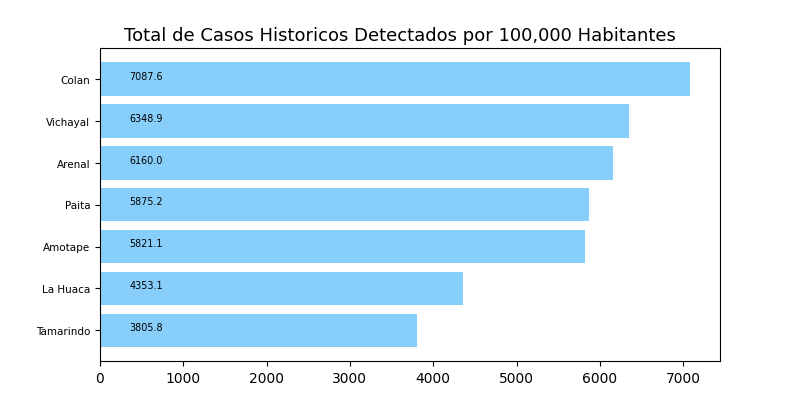 Total de Casos Historicos Detectados por 100,000 Habitantes
Colan 7087.6
Vichayal 6348.9
Arenal 6160.0
Paita 5875.2
Amotape 5821.1
La Huaca 4353.1
Tamarindo 3805.8
0 1000 2000 3000 4000 5000 6000 7000